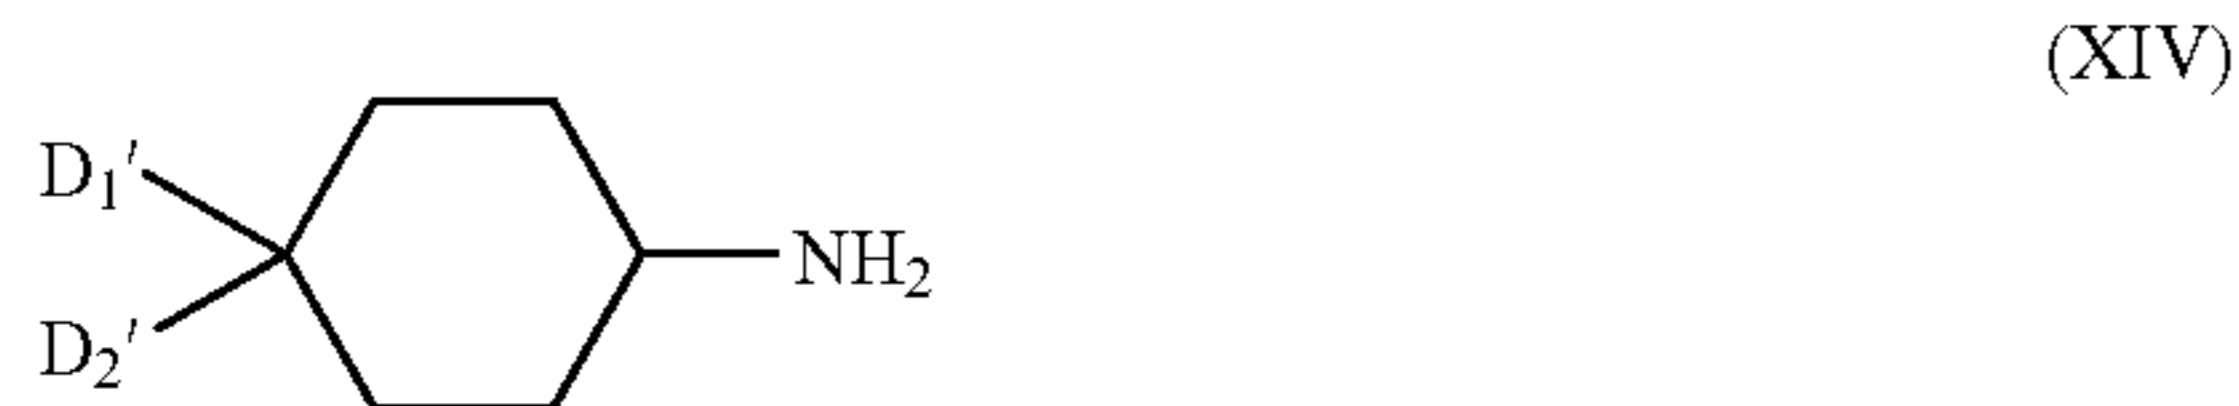 (XIV)
D₁'
NH₂
D₂'